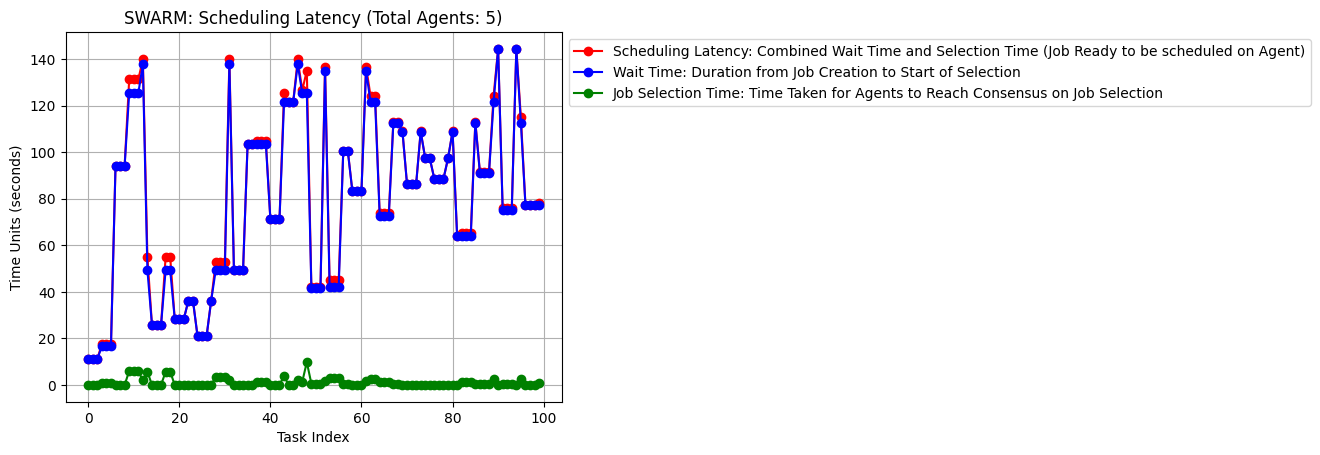 SWARM: Scheduling Latency (Total Agents: 5)
Scheduling Latency: Combined Wait Time and Selection Time (Job Ready to be scheduled on Agent)
Wait Time: Duration from Job Creation to Start of Selection
Job Selection Time: Time Taken for Agents to Reach Consensus on Job Selection
Time Units (seconds)
140
120
100
80
60
40
20
0
0 20 40 60 80 100
Task Index